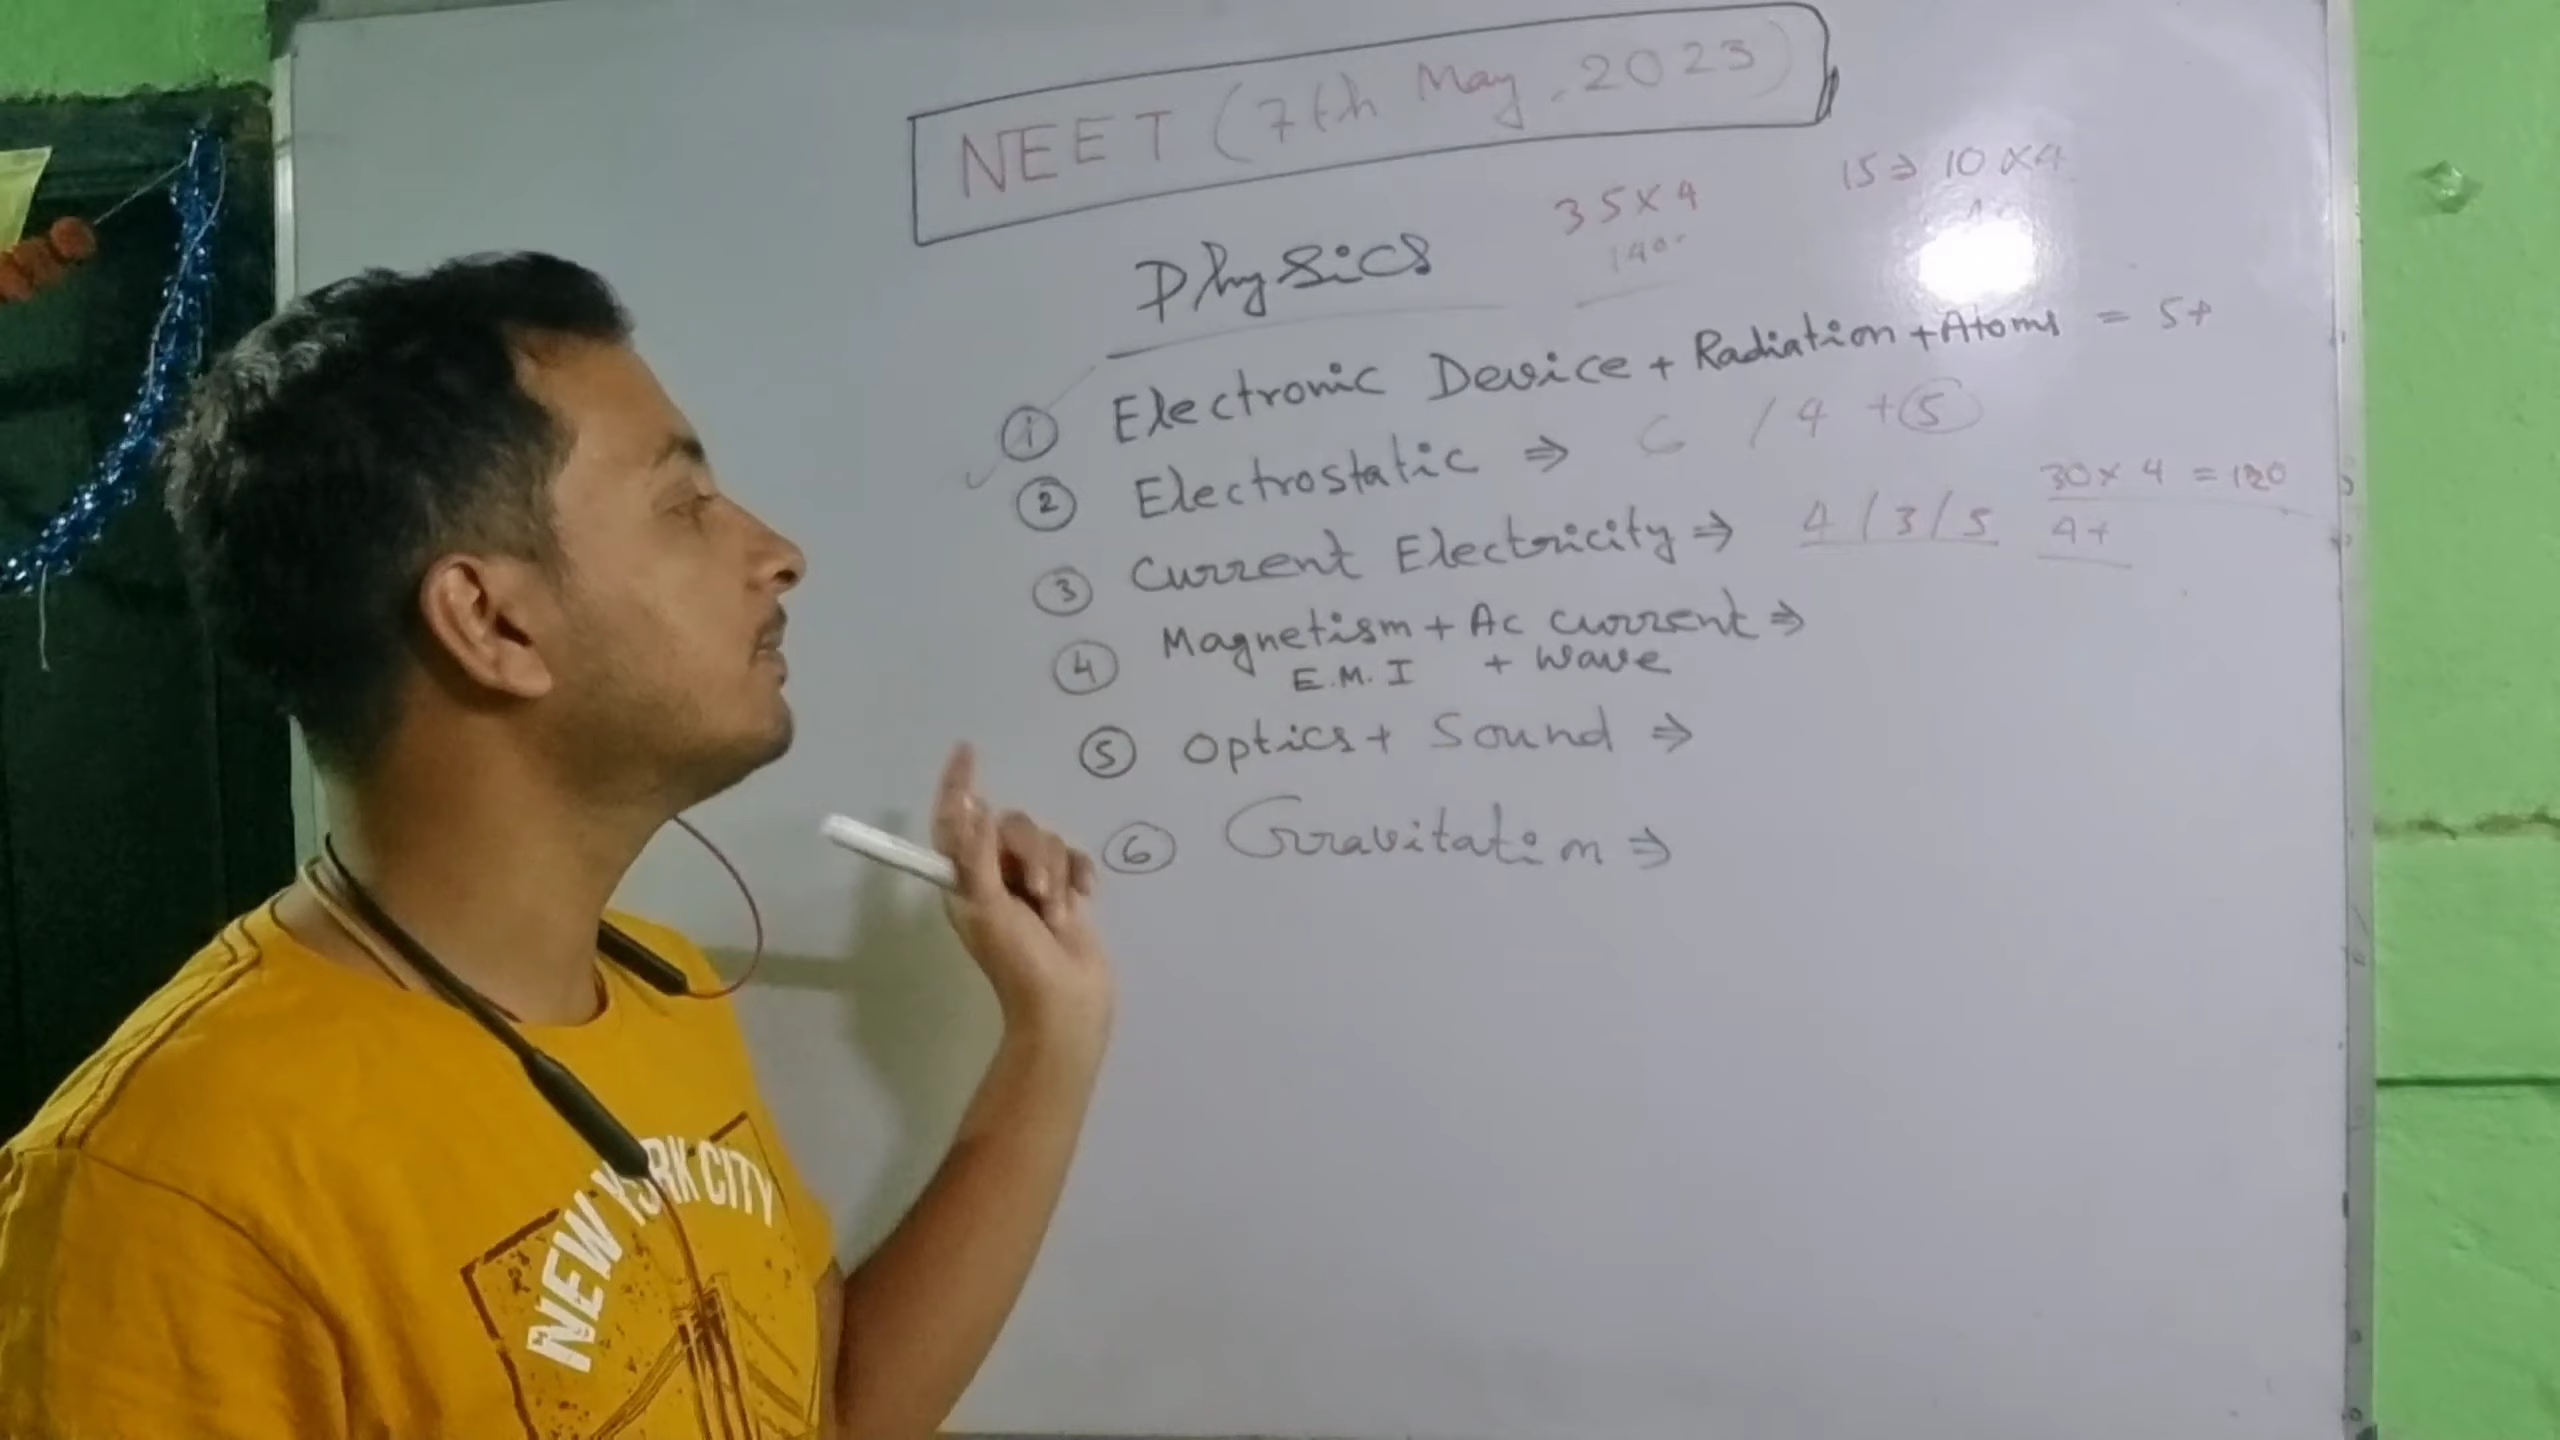 NEET (7th May, 2023)
35 x 4
140
15 ⇒ 10 x 4
Physics
① Electronic Device + Radiation + Atoms = 5+
② Electrostatic ⇒ 6 / 4 + ⑤
③ Current Electricity ⇒ 4 / 3 / 5
30 x 4 = 120
4+
④ Magnetism + Ac current ⇒
E.M.I + wave
⑤ Optics + Sound ⇒
⑥ Gravitation ⇒
NEW YORK CITY